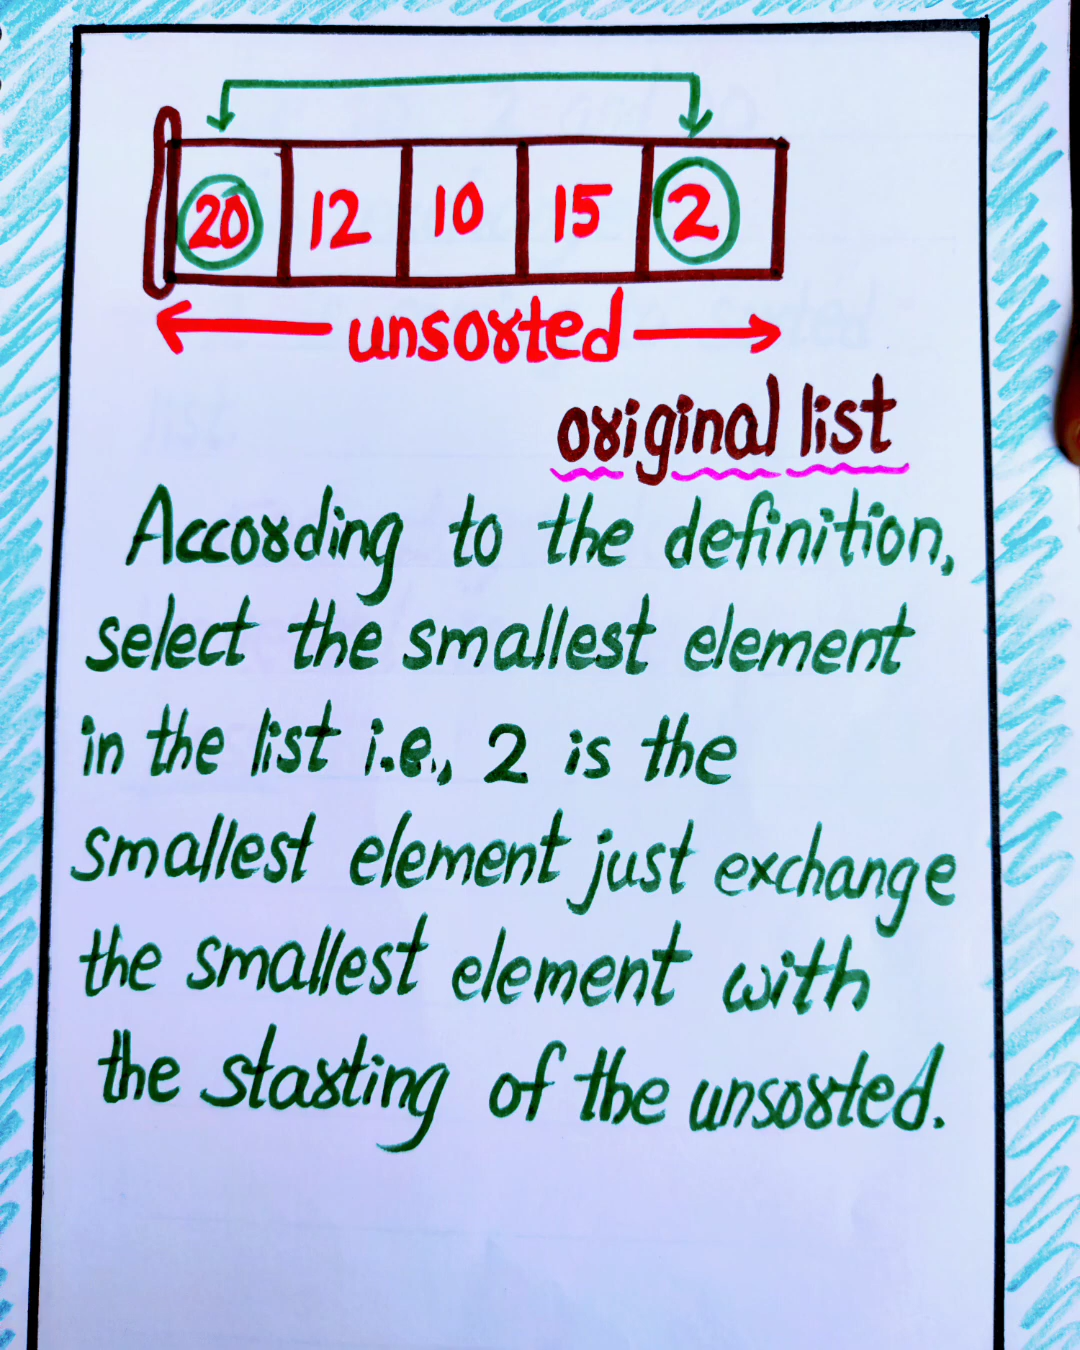 20 12 10 15 2
unsorted
original list
According to the definition,
select the smallest element
in the list i.e., 2 is the
smallest element just exchange
the smallest element with
the starting of the unsorted.